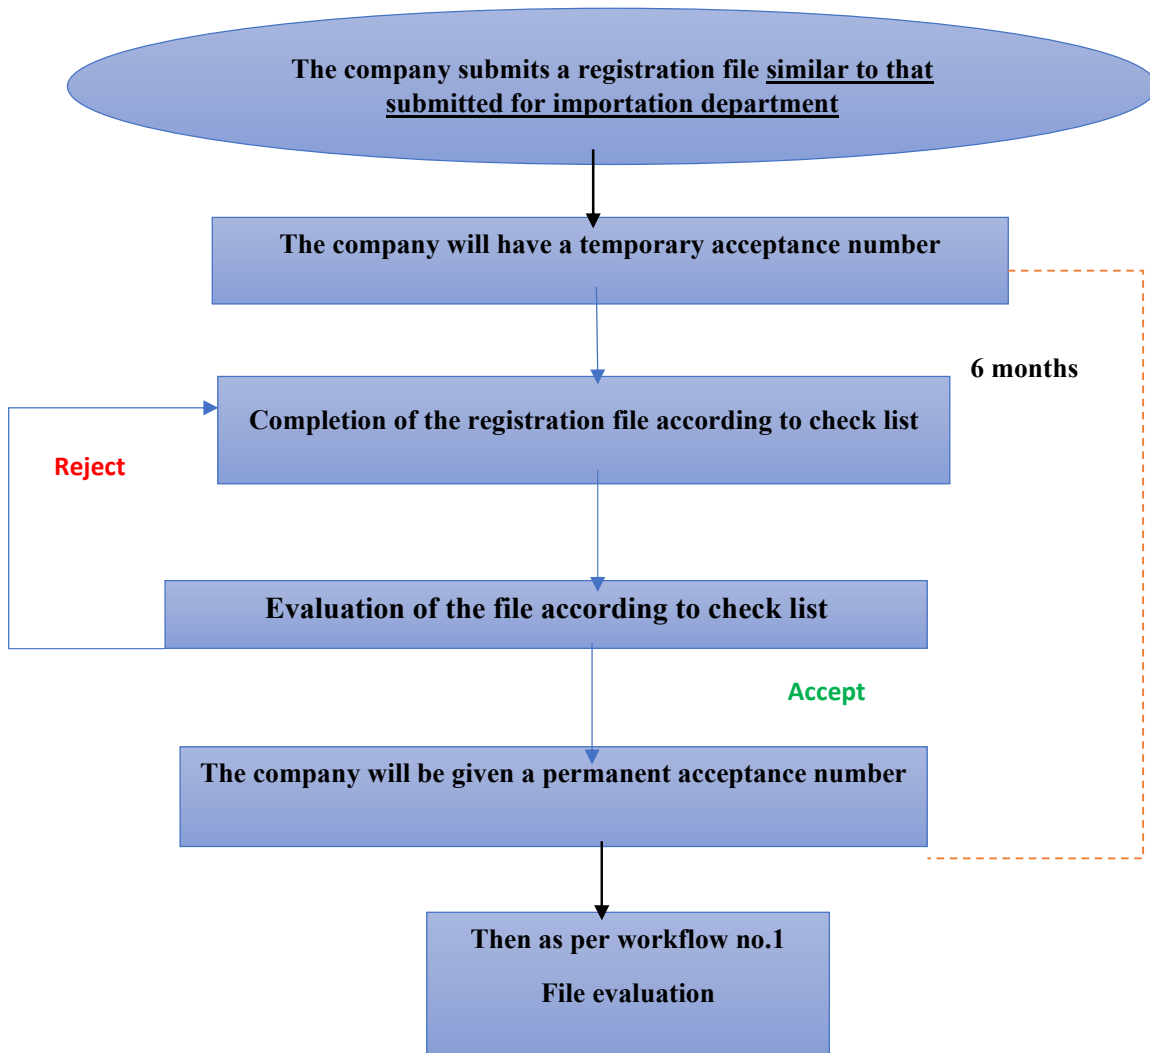 The company submits a registration file similar to that
submitted for importation department
The company will have a temporary acceptance number
6 months
Completion of the registration file according to check list
Reject
Evaluation of the file according to check list
Accept
The company will be given a permanent acceptance number
Then as per workflow no.1
File evaluation